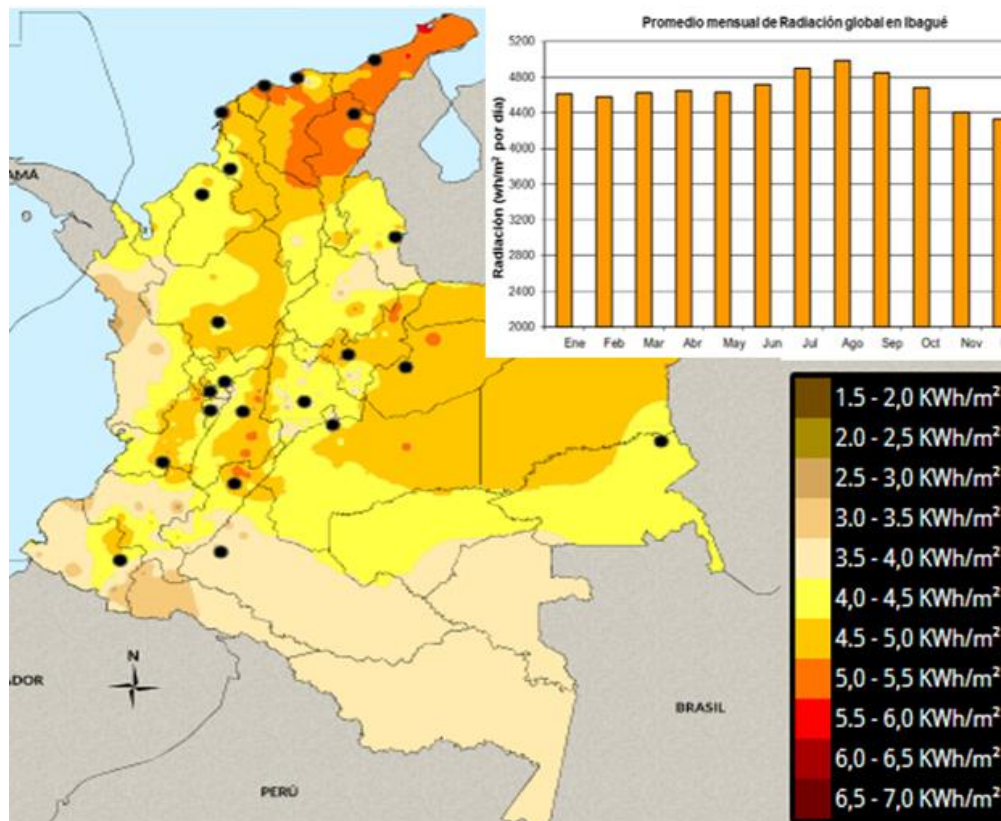 Promedio mensual de Radiación global en Ibagué
Radiación (wh/m² por día)
5200
4800
4400
4000
3600
3200
2800
2400
2000
Ene Feb Mar Abr May Jun Jul Ago Sep Oct Nov
AMÁ
1.5 - 2,0 KWh/m²
2.0 - 2,5 KWh/m²
2.5 - 3,0 KWh/m²
3.0 - 3.5 KWh/m²
3.5 - 4,0 KWh/m²
4,0 - 4,5 KWh/m²
4.5 - 5,0 KWh/m²
5,0 - 5,5 KWh/m²
5.5 - 6,0 KWh/m²
6,0 - 6,5 KWh/m²
6,5 - 7,0 KWh/m²
N
DOR
BRASIL
PERÚ